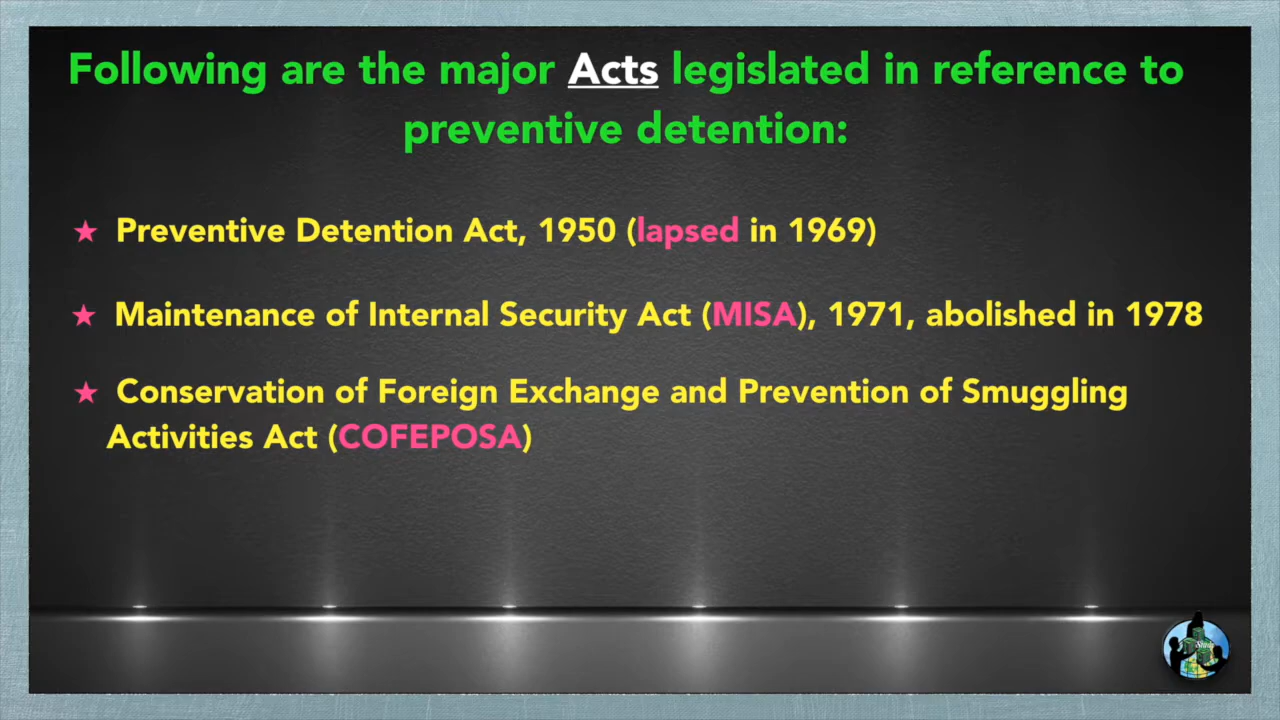 Following are the major Acts legislated in reference to
preventive detention:
★ Preventive Detention Act, 1950 (lapsed in 1969)
★ Maintenance of Internal Security Act (MISA), 1971, abolished in 1978
★ Conservation of Foreign Exchange and Prevention of Smuggling
Activities Act (COFEPOSA)